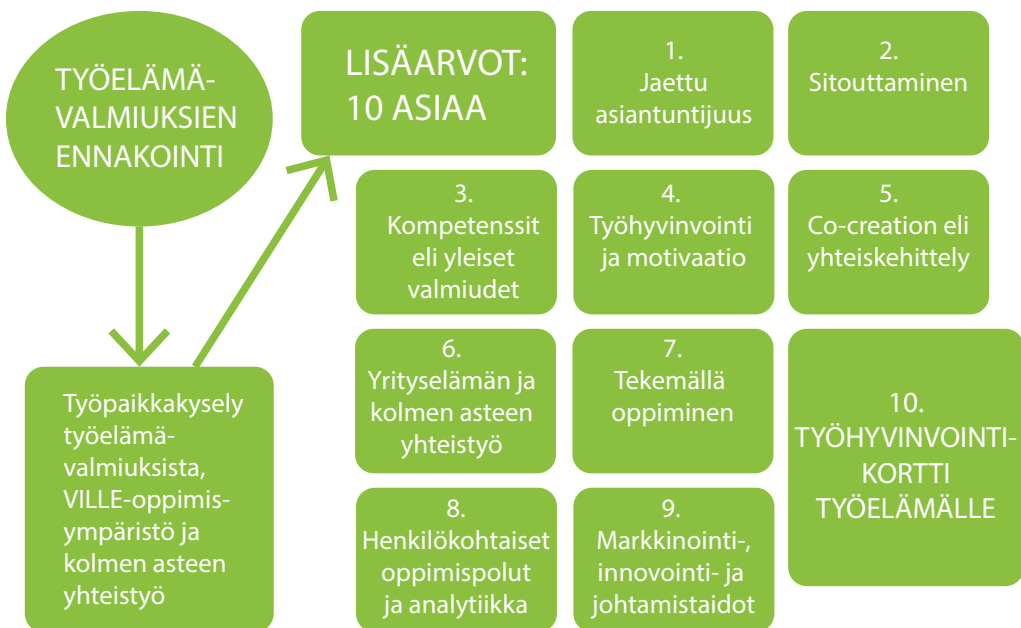 TYÖELÄMÄ-
VALMIUKSIEN
ENNAKOINTI
LISÄARVOT:
10 ASIAA
1.
Jaettu
asiantuntijuus
2.
Sitouttaminen
3.
Kompetenssit
eli yleiset
valmiudet
4.
Työhyvinvointi
ja motivaatio
5.
Co-creation eli
yhteiskehittely
Työpaikkakysely
työelämä-
valmiuksista,
VILLE-oppimis-
ympäristö ja
kolmen asteen
yhteistyö
6.
Yrityselämän ja
kolmen asteen
yhteistyö
7.
Tekemällä
oppiminen
8.
Henkilökohtaiset
oppimispolut
ja analytiikka
9.
Markkinointi-,
innovointi- ja
johtamistaidot
10.
TYÖHYVINVOINTI-
KORTTI
TYÖELÄMÄLLE